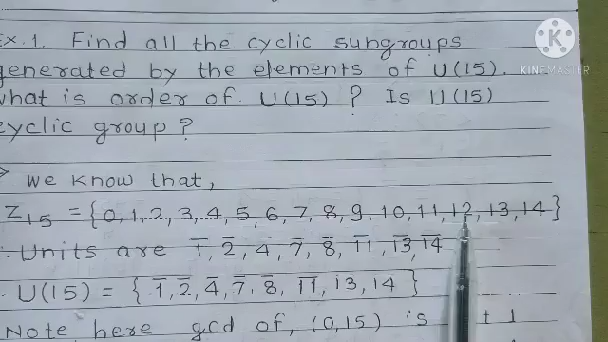 Ex.1. Find all the cyclic subgroups
generated by the elements of U(15).
what is order of U(15) ? Is U(15)
cyclic group ?
KINEMASTER
We know that,
Z₁₅ = {0,1,2,3,4,5,6,7,8,9.10,11,12,13,14}
∴ Units are 1̅,2̅,4̅,7̅,8̅,1̅1̅,1̅3̅,1̅4̅
∴ U(15) = {1̅,2̅,4̅,7̅.8̅,1̅1̅,13,14}
Note here gcd of, (0,15) is 1